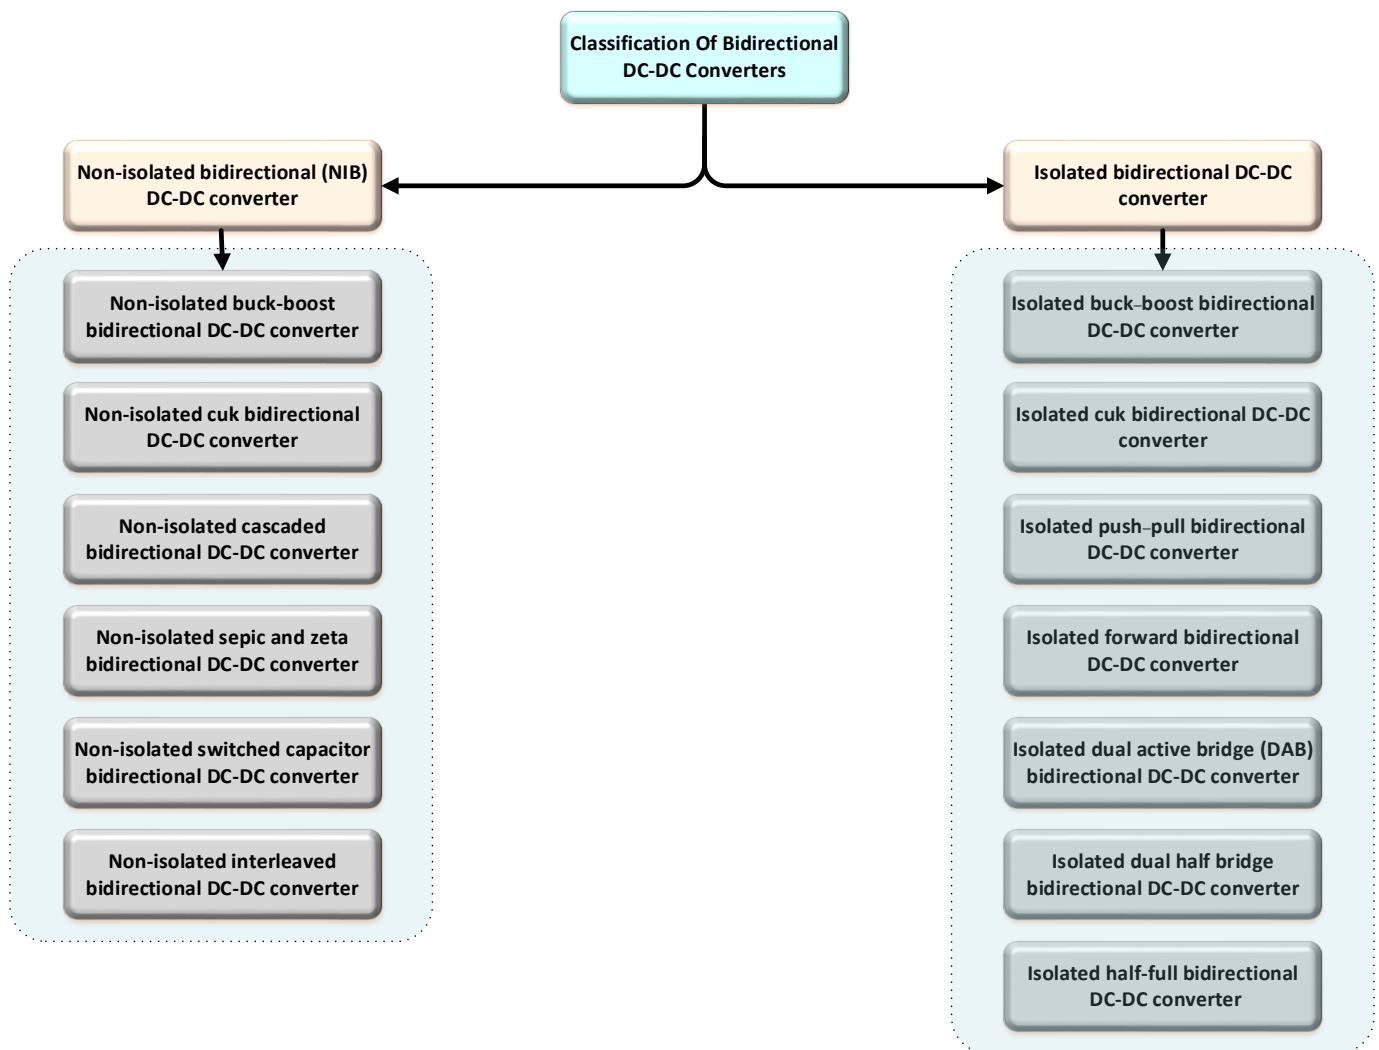 Classification Of Bidirectional
DC-DC Converters
Non-isolated bidirectional (NIB)
DC-DC converter
Non-isolated buck-boost
bidirectional DC-DC converter
Non-isolated cuk bidirectional
DC-DC converter
Non-isolated cascaded
bidirectional DC-DC converter
Non-isolated sepic and zeta
bidirectional DC-DC converter
Non-isolated switched capacitor
bidirectional DC-DC converter
Non-isolated interleaved
bidirectional DC-DC converter
Isolated bidirectional DC-DC
converter
Isolated buck–boost bidirectional
DC-DC converter
Isolated cuk bidirectional DC-DC
converter
Isolated push–pull bidirectional
DC-DC converter
Isolated forward bidirectional
DC-DC converter
Isolated dual active bridge (DAB)
bidirectional DC-DC converter
Isolated dual half bridge
bidirectional DC-DC converter
Isolated half-full bidirectional
DC-DC converter